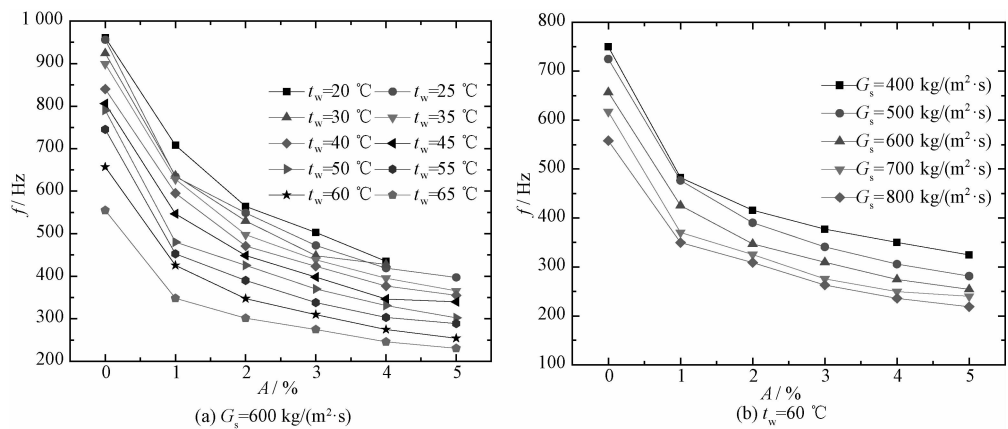 1 000
900
800
700
600
500
400
300
200
f / Hz
t_w=20 ℃ t_w=25 ℃
t_w=30 ℃ t_w=35 ℃
t_w=40 ℃ t_w=45 ℃
t_w=50 ℃ t_w=55 ℃
t_w=60 ℃ t_w=65 ℃
0 1 2 3 4 5
A / %
(a) G_s=600 kg/(m²·s)
800
700
600
500
400
300
200
100
f / Hz
G_s=400 kg/(m²·s)
G_s=500 kg/(m²·s)
G_s=600 kg/(m²·s)
G_s=700 kg/(m²·s)
G_s=800 kg/(m²·s)
0 1 2 3 4 5
A / %
(b) t_w=60 ℃